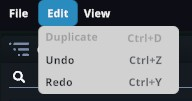 File Edit View
Duplicate Ctrl+D
Undo Ctrl+Z
Redo Ctrl+Y